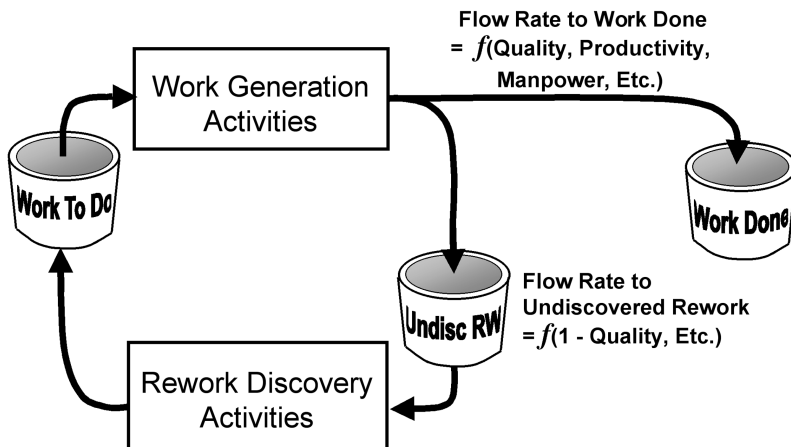 Flow Rate to Work Done
= f(Quality, Productivity,
Manpower, Etc.)
Work Generation
Activities
Work To Do
Work Done
Undisc RW
Flow Rate to
Undiscovered Rework
=f(1 - Quality, Etc.)
Rework Discovery
Activities